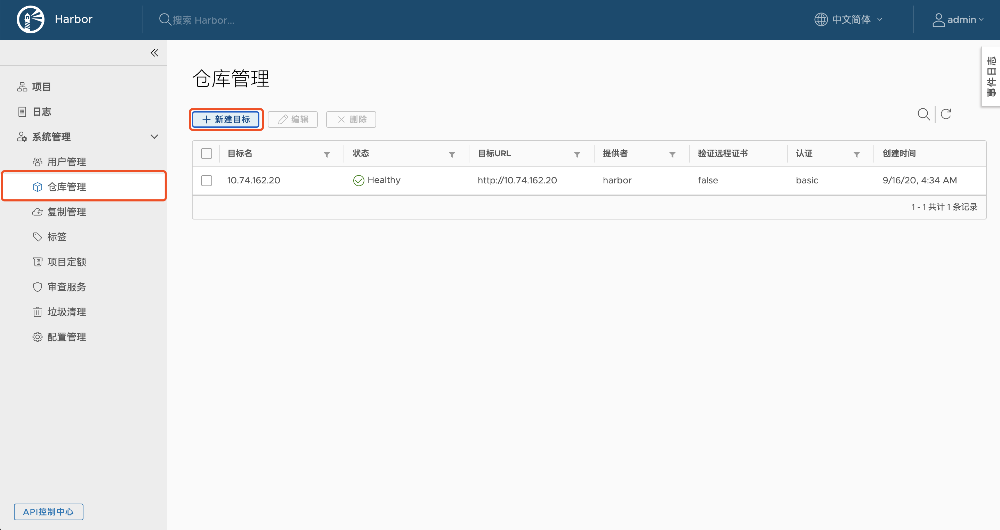 Harbor
搜索 Harbor...
中文简体
admin
事件日志
项目
日志
系统管理
用户管理
仓库管理
复制管理
标签
项目定额
审查服务
垃圾清理
配置管理
API控制中心
仓库管理
新建目标 编辑 删除
目标名 状态 目标URL 提供者 验证远程证书 认证 创建时间
10.74.162.20 Healthy http://10.74.162.20 harbor false basic 9/16/20, 4:34 AM
1 - 1 共计 1 条记录